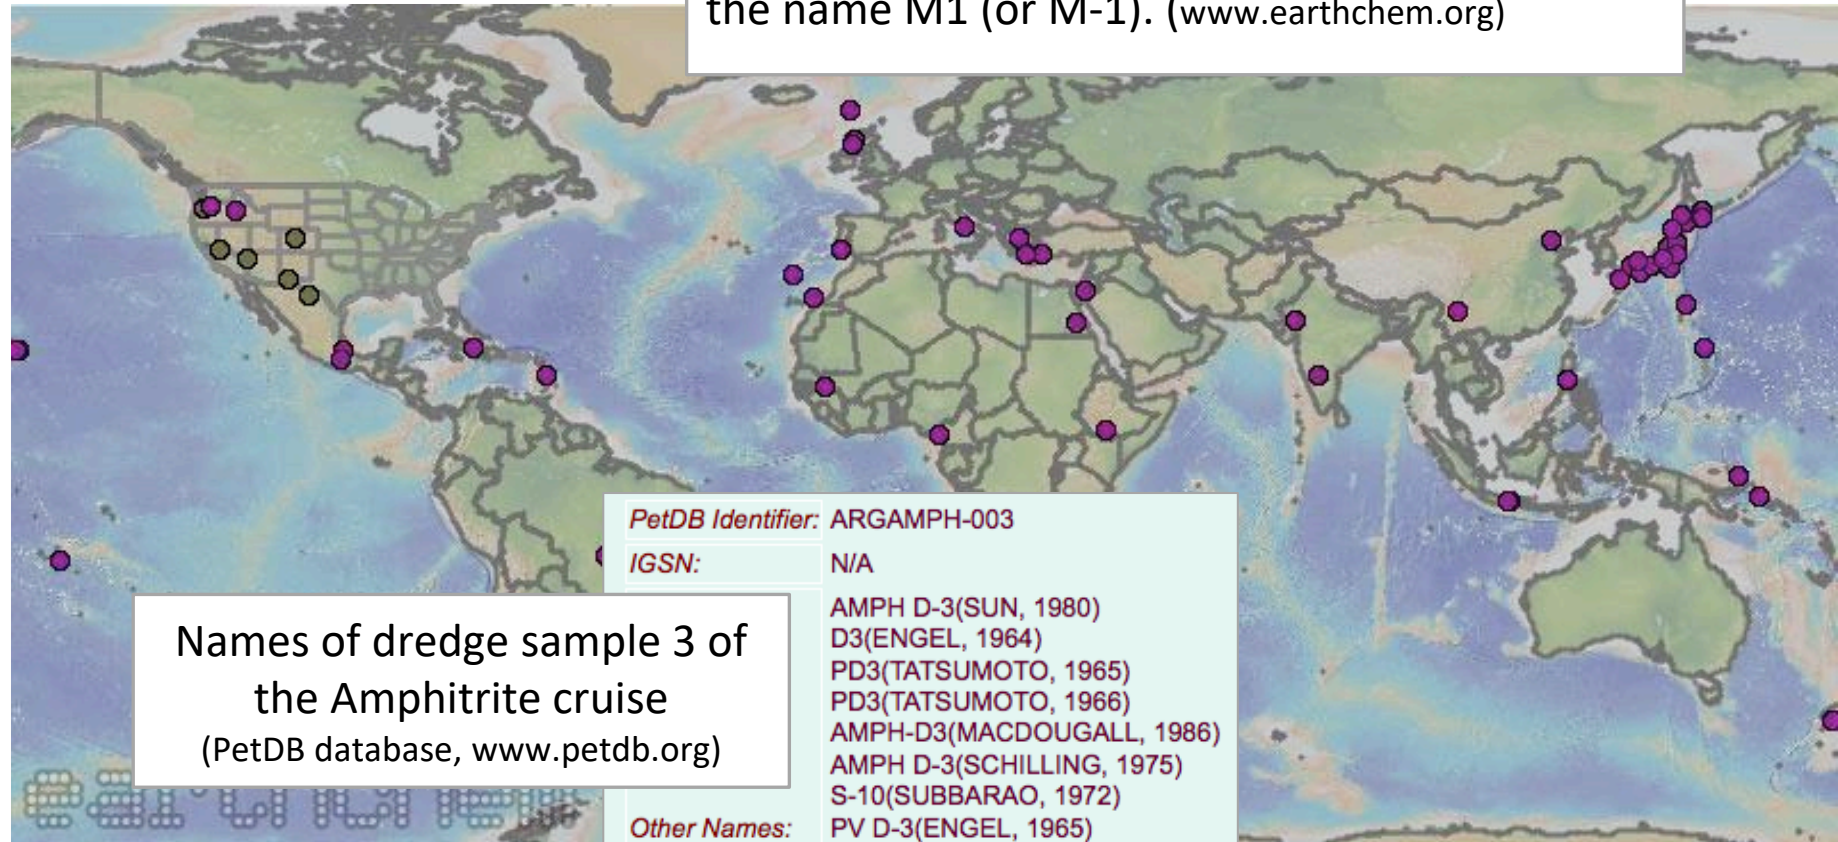 the name M1 (or M-1). (www.earthchem.org)
PetDB Identifier: ARGAMPH-003
IGSN: N/A
AMPH D-3(SUN, 1980)
D3(ENGEL, 1964)
PD3(TATSUMOTO, 1965)
PD3(TATSUMOTO, 1966)
AMPH-D3(MACDOUGALL, 1986)
AMPH D-3(SCHILLING, 1975)
S-10(SUBBARAO, 1972)
Other Names: PV D-3(ENGEL, 1965)
Names of dredge sample 3 of
the Amphitrite cruise
(PetDB database, www.petdb.org)